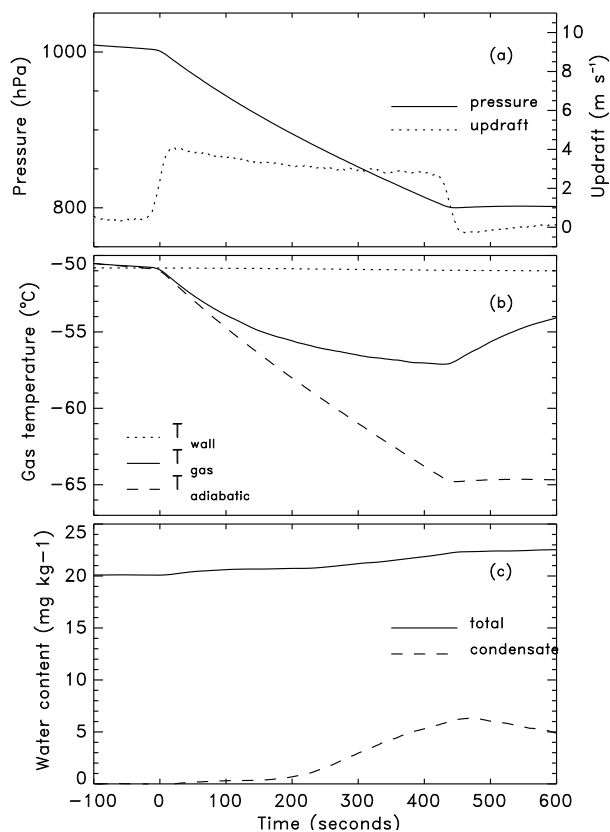 1000
800
Pressure (hPa)
(a)
pressure
updraft
10
8
6
4
2
0
Updraft (m s⁻¹)
−50
−55
−60
−65
Gas temperature (°C)
(b)
T wall
T gas
T adiabatic
25
20
15
10
5
0
Water content (mg kg−1)
(c)
total
condensate
−100 0 100 200 300 400 500 600
Time (seconds)